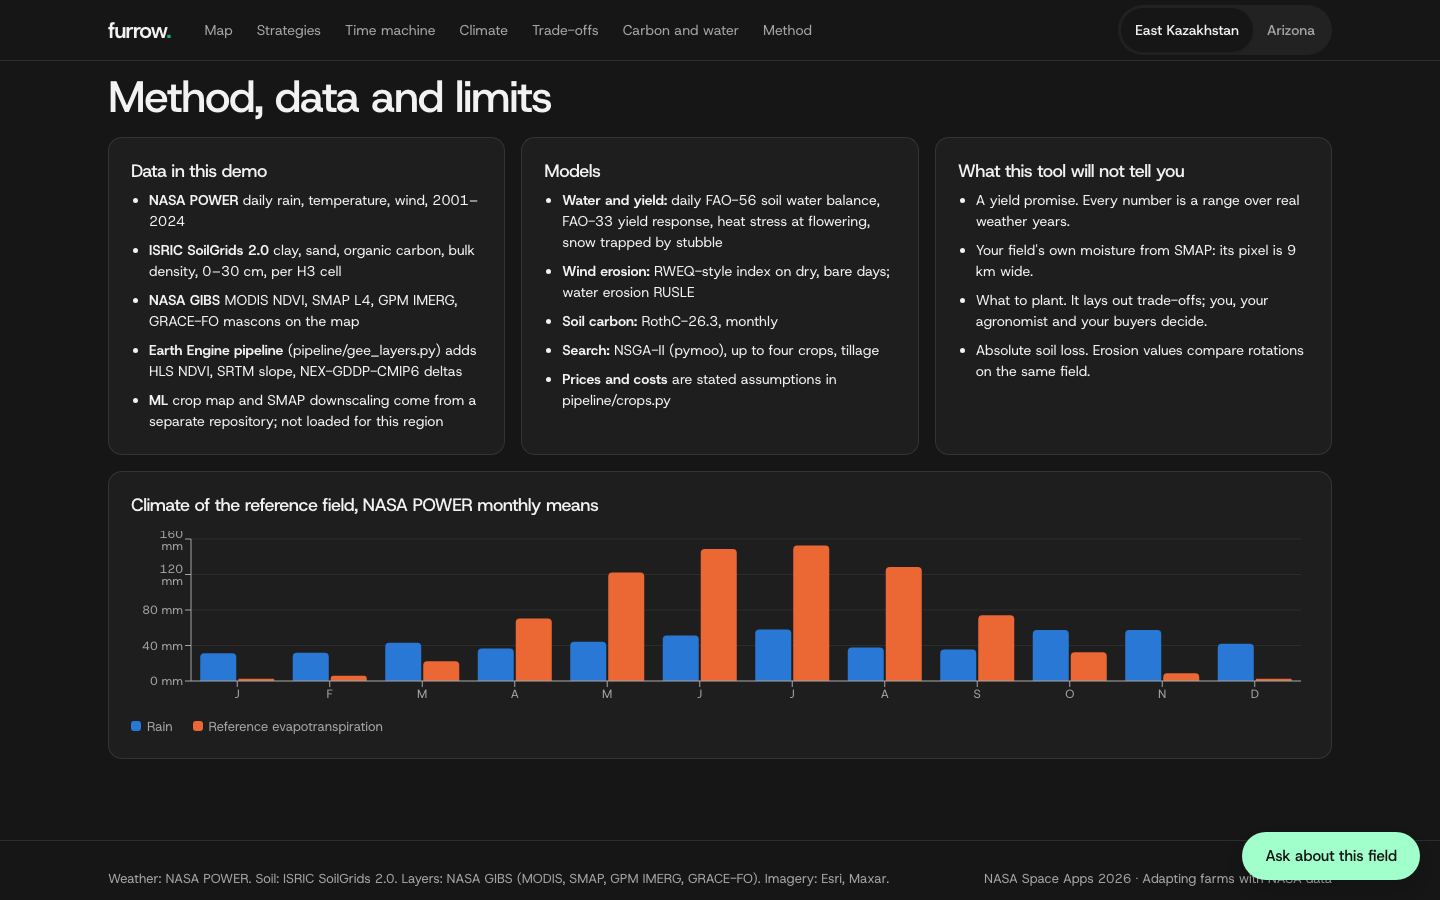 furrow.
Map
Strategies
Time machine
Climate
Trade-offs
Carbon and water
Method
East Kazakhstan
Arizona
Method, data and limits
Data in this demo
• NASA POWER daily rain, temperature, wind, 2001–
2024
• ISRIC SoilGrids 2.0 clay, sand, organic carbon, bulk
density, 0–30 cm, per H3 cell
• NASA GIBS MODIS NDVI, SMAP L4, GPM IMERG,
GRACE-FO mascons on the map
• Earth Engine pipeline (pipeline/gee_layers.py) adds
HLS NDVI, SRTM slope, NEX-GDDP-CMIP6 deltas
• ML crop map and SMAP downscaling come from a
separate repository; not loaded for this region
Models
• Water and yield: daily FAO-56 soil water balance,
FAO-33 yield response, heat stress at flowering,
snow trapped by stubble
• Wind erosion: RWEQ-style index on dry, bare days;
water erosion RUSLE
• Soil carbon: RothC-26.3, monthly
• Search: NSGA-II (pymoo), up to four crops, tillage
• Prices and costs are stated assumptions in
pipeline/crops.py
What this tool will not tell you
• A yield promise. Every number is a range over real
weather years.
• Your field's own moisture from SMAP: its pixel is 9
km wide.
• What to plant. It lays out trade-offs; you, your
agronomist and your buyers decide.
• Absolute soil loss. Erosion values compare rotations
on the same field.
Climate of the reference field, NASA POWER monthly means
160
mm
120
mm
80 mm
40 mm
0 mm
J F M A M J J A S O N D
Rain
Reference evapotranspiration
Ask about this field
Weather: NASA POWER. Soil: ISRIC SoilGrids 2.0. Layers: NASA GIBS (MODIS, SMAP, GPM IMERG, GRACE-FO). Imagery: Esri, Maxar.
NASA Space Apps 2026 · Adapting farms with NASA data